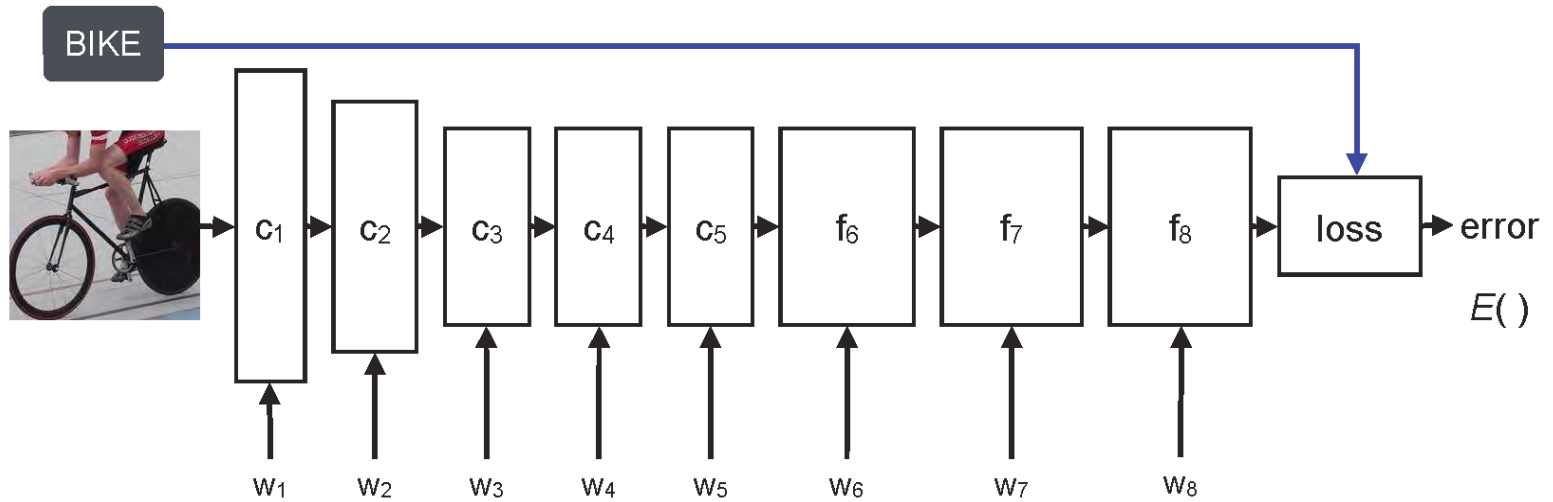 BIKE
c₁ c₂ c₃ c₄ c₅ f₆ f₇ f₈ loss error
E( )
w₁ w₂ w₃ w₄ w₅ w₆ w₇ w₈